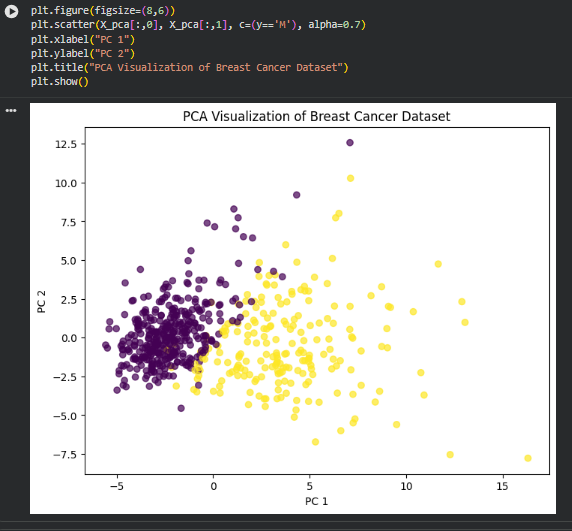 plt.figure(figsize=(8,6))
plt.scatter(X_pca[:,0], X_pca[:,1], c=(y=='M'), alpha=0.7)
plt.xlabel("PC 1")
plt.ylabel("PC 2")
plt.title("PCA Visualization of Breast Cancer Dataset")
plt.show()
PCA Visualization of Breast Cancer Dataset
12.5
10.0
7.5
5.0
2.5
0.0
−2.5
−5.0
−7.5
PC 2
−5 0 5 10 15
PC 1